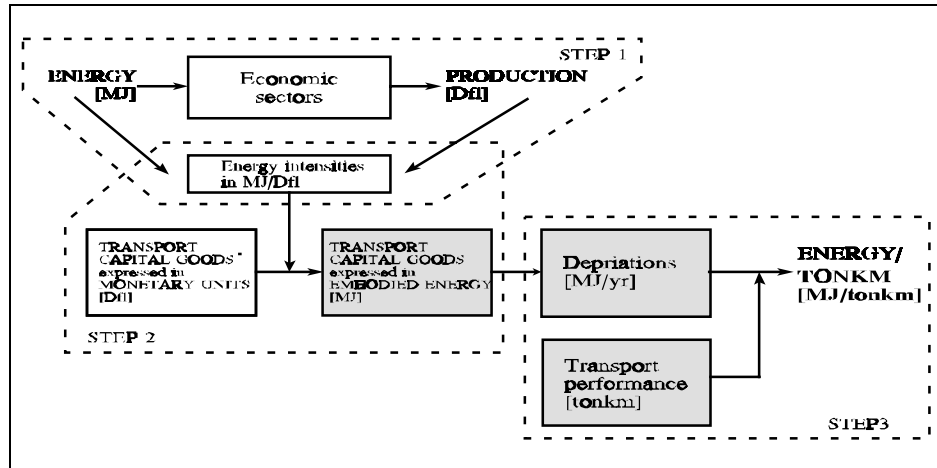 STEP 1
ENERGY
[MJ]
Economic
sectors
PRODUCTION
[Dfl]
Energy intensities
in MJ/Dfl
TRANSPORT
CAPITAL GOODS"
expressed in
MONETARY UNITS
[Dfl]
TRANSPORT
CAPITAL GOODS
expressed in
EMBODIED ENERGY
[MJ]
STEP 2
Depriations
[MJ/yr]
ENERGY/
TONKM
[MJ/tonkm]
Transport
performance
[tonkm]
STEP3